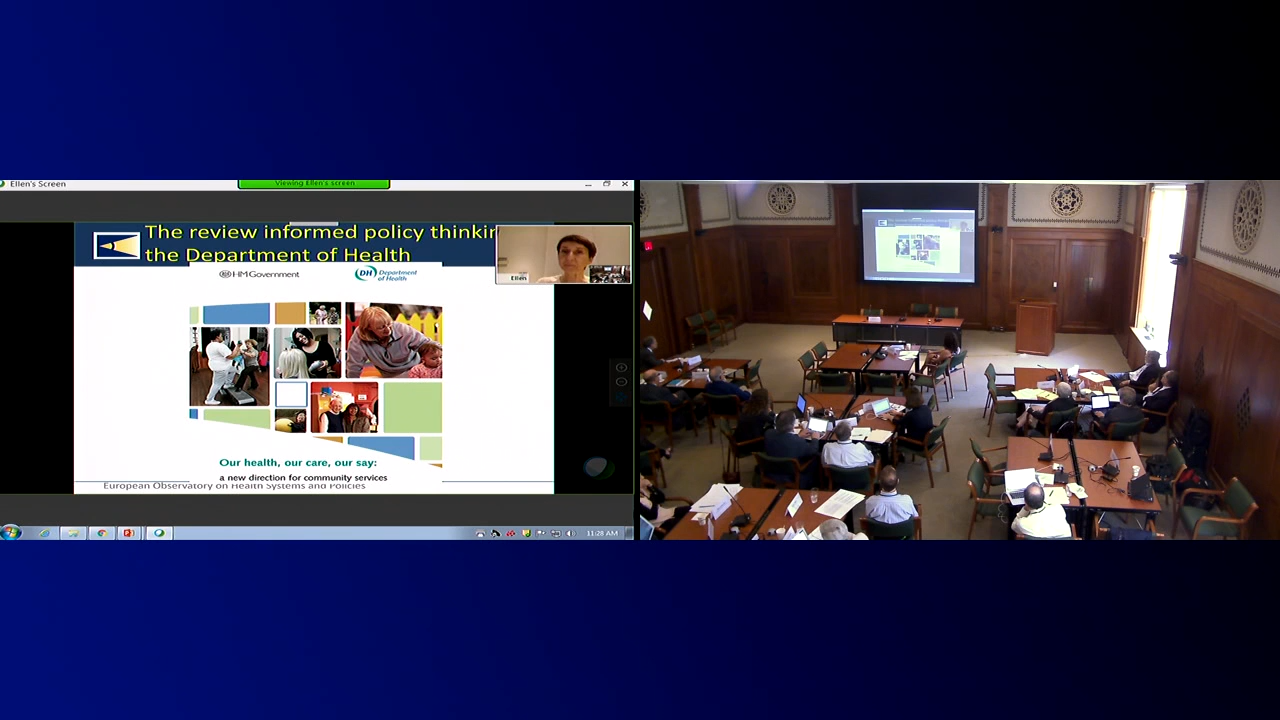 Ellen's Screen
Viewing Ellen's screen
The review informed policy thinkin
the Department of Health
Ellen
HM Government
DH Department
of Health
Our health, our care, our say:
a new direction for community services
European Observatory on Health Systems and Policies
11:28 AM